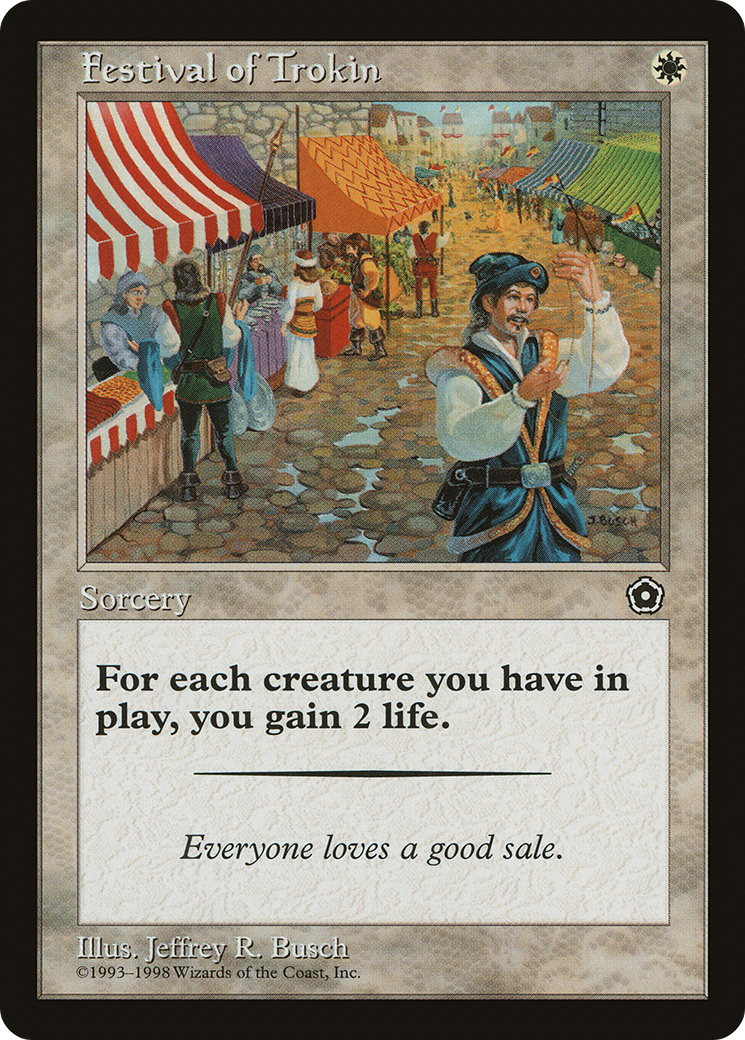 Festival of Trokin
J. BUSCH
Sorcery
For each creature you have in
play, you gain 2 life.
Everyone loves a good sale.
Illus. Jeffrey R. Busch
©1993–1998 Wizards of the Coast, Inc.